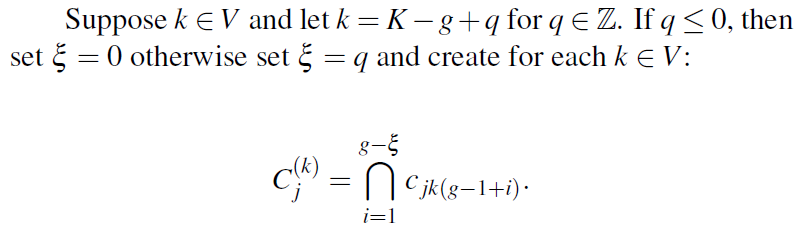 Suppose k ∈ V and let k = K − g + q for q ∈ ℤ. If q ≤ 0, then
set ξ = 0 otherwise set ξ = q and create for each k ∈ V:
C_j^{(k)} = ⋂_{i=1}^{g−ξ} c_{jk(g−1+i)}.